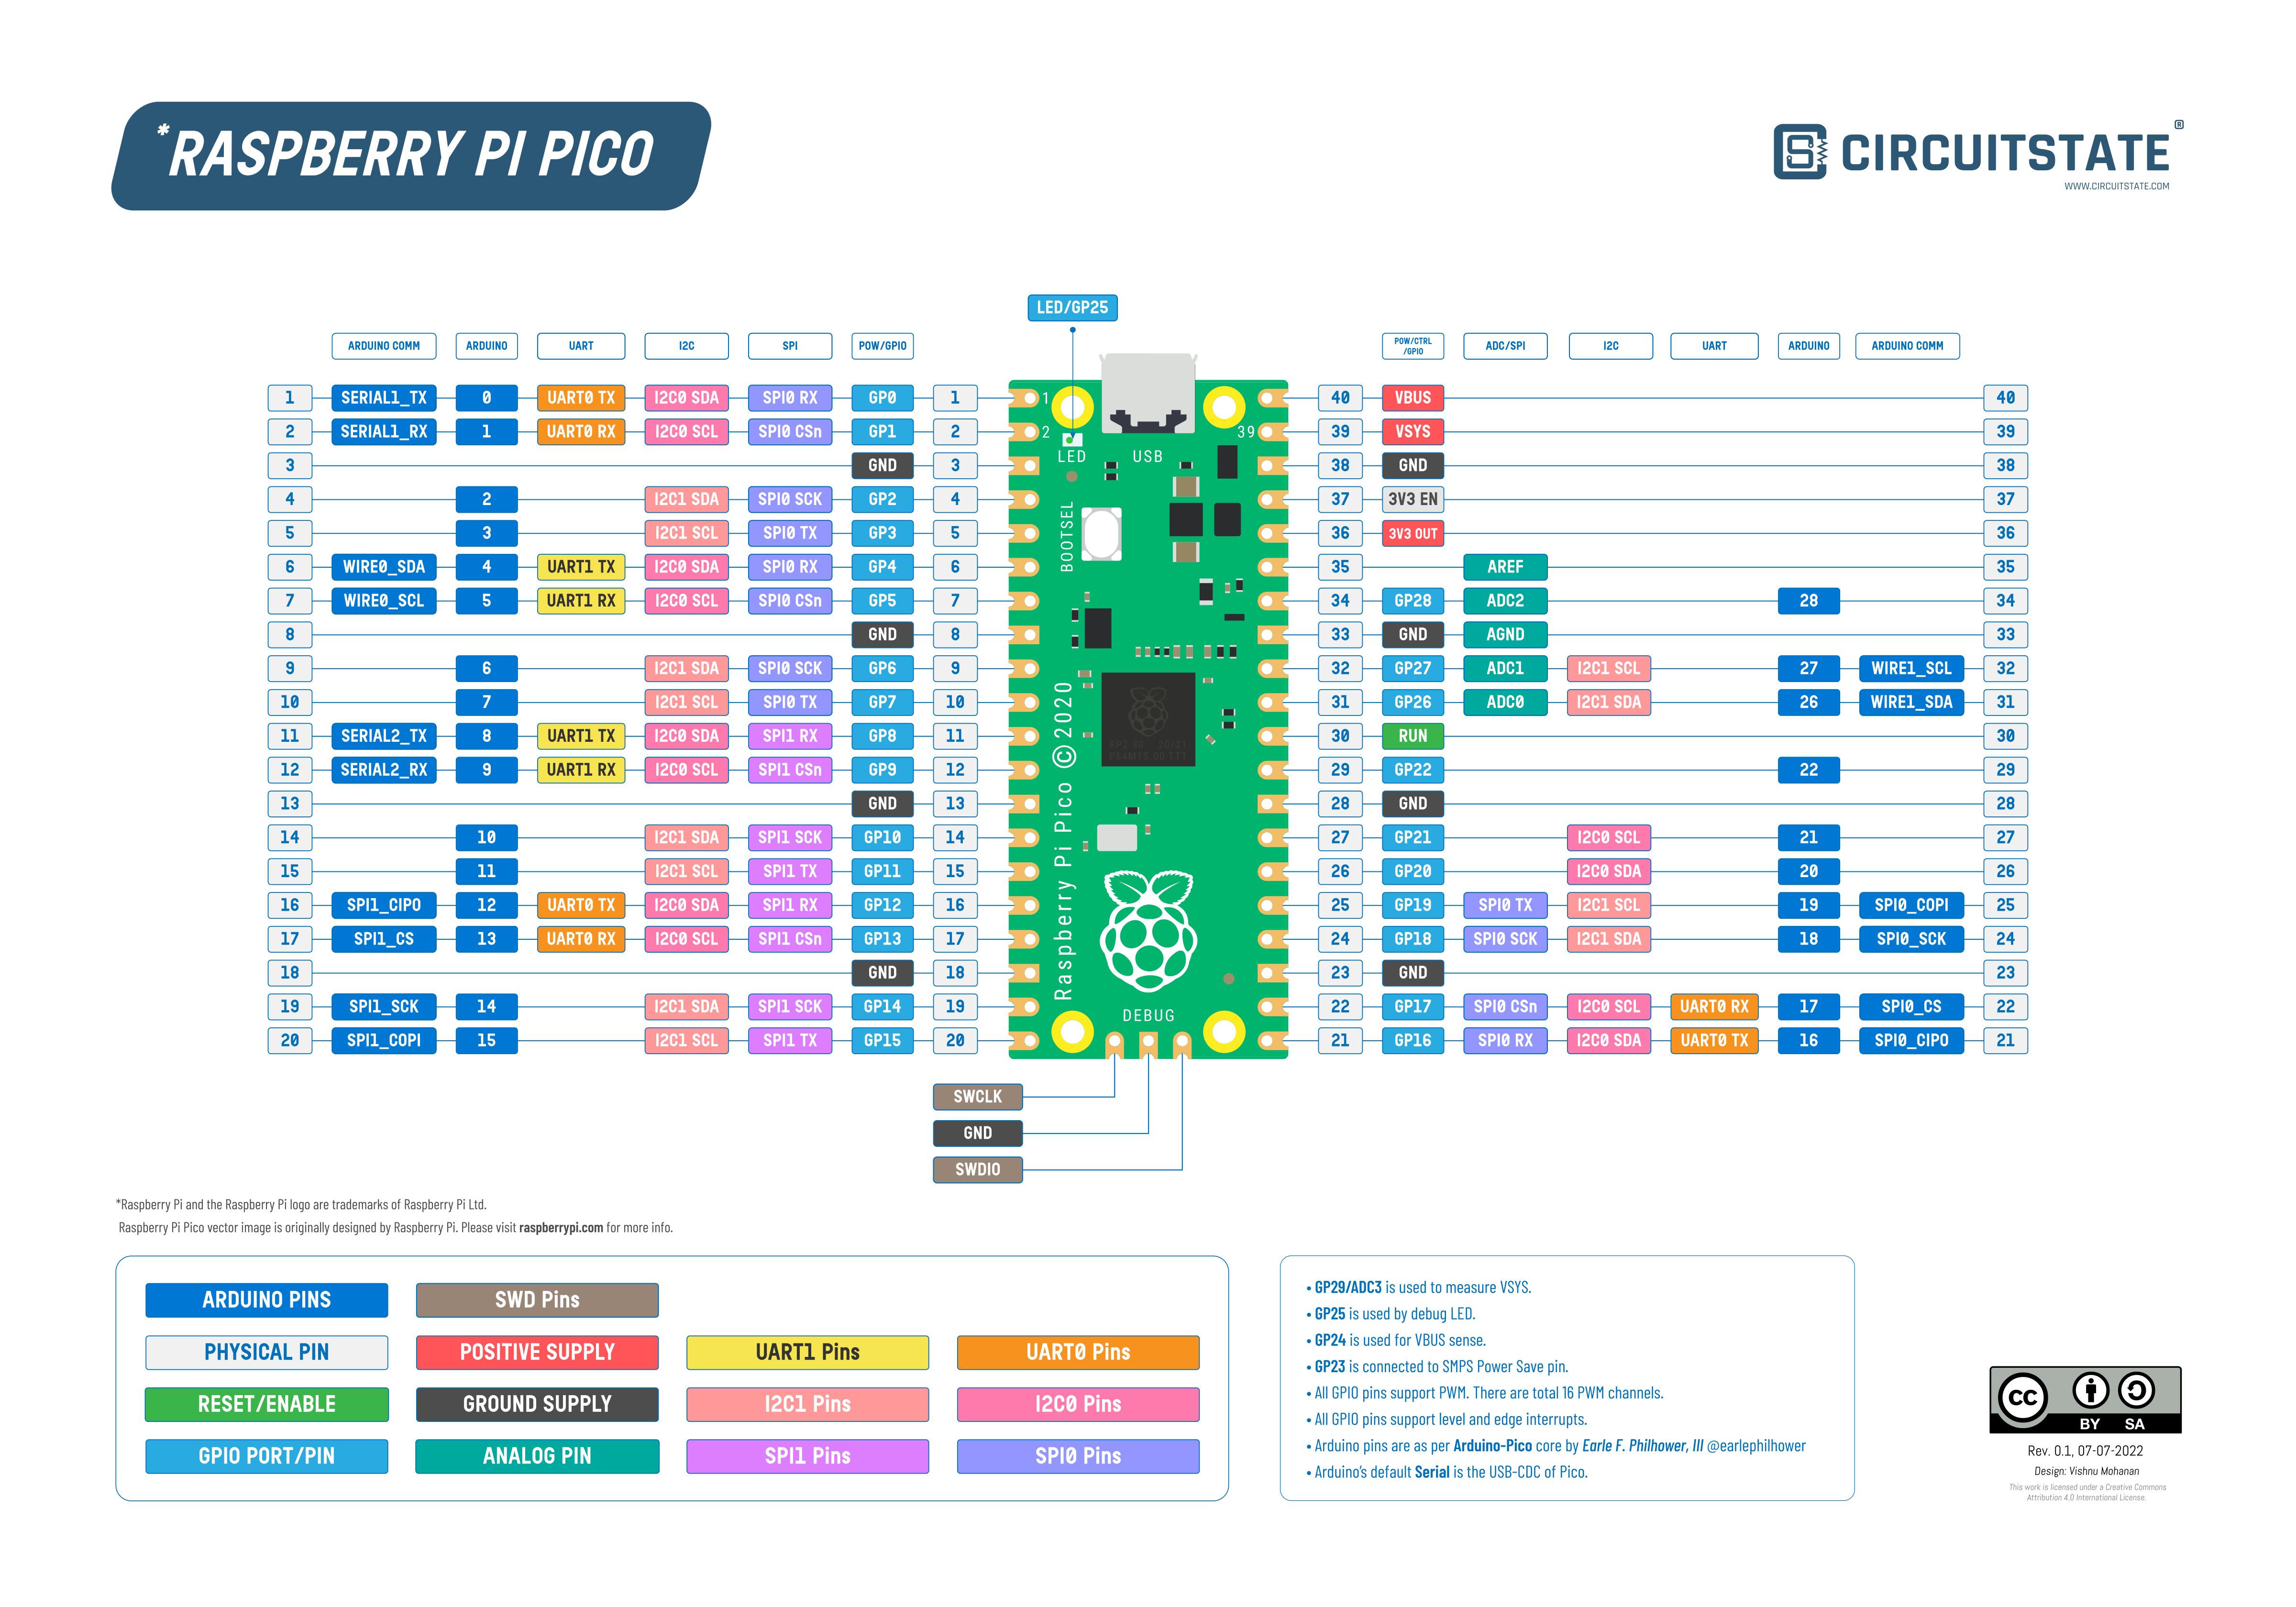 *RASPBERRY PI PICO
CIRCUITSTATE®
WWW.CIRCUITSTATE.COM
LED/GP25
ARDUINO COMM ARDUINO UART I2C SPI POW/GPIO POW/CTRL /GPIO ADC/SPI I2C UART ARDUINO ARDUINO COMM
1 SERIAL1_TX 0 UART0 TX I2C0 SDA SPI0 RX GP0 1 1 40 VBUS 40
2 SERIAL1_RX 1 UART0 RX I2C0 SCL SPI0 CSn GP1 2 2 39 39 VSYS 39
3 GND 3 LED USB 38 GND 38
4 2 I2C1 SDA SPI0 SCK GP2 4 37 3V3 EN 37
5 3 I2C1 SCL SPI0 TX GP3 5 BOOTSEL 36 3V3 OUT 36
6 WIRE0_SDA 4 UART1 TX I2C0 SDA SPI0 RX GP4 6 35 AREF 35
7 WIRE0_SCL 5 UART1 RX I2C0 SCL SPI0 CSn GP5 7 34 GP28 ADC2 28 34
8 GND 8 33 GND AGND 33
9 6 I2C1 SDA SPI0 SCK GP6 9 32 GP27 ADC1 I2C1 SCL 27 WIRE1_SCL 32
10 7 I2C1 SCL SPI0 TX GP7 10 31 GP26 ADC0 I2C1 SDA 26 WIRE1_SDA 31
11 SERIAL2_TX 8 UART1 TX I2C0 SDA SPI1 RX GP8 11 30 RUN 30
12 SERIAL2_RX 9 UART1 RX I2C0 SCL SPI1 CSn GP9 12 29 GP22 22 29
13 GND 13 28 GND 28
14 10 I2C1 SDA SPI1 SCK GP10 14 27 GP21 I2C0 SCL 21 27
15 11 I2C1 SCL SPI1 TX GP11 15 26 GP20 I2C0 SDA 20 26
16 SPI1_CIPO 12 UART0 TX I2C0 SDA SPI1 RX GP12 16 25 GP19 SPI0 TX I2C1 SCL 19 SPI0_COPI 25
17 SPI1_CS 13 UART0 RX I2C0 SCL SPI1 CSn GP13 17 24 GP18 SPI0 SCK I2C1 SDA 18 SPI0_SCK 24
18 GND 18 23 GND 23
19 SPI1_SCK 14 I2C1 SDA SPI1 SCK GP14 19 22 GP17 SPI0 CSn I2C0 SCL UART0 RX 17 SPI0_CS 22
20 SPI1_COPI 15 I2C1 SCL SPI1 TX GP15 20 21 GP16 SPI0 RX I2C0 SDA UART0 TX 16 SPI0_CIPO 21
Raspberry Pi Pico ©2020
DEBUG
SWCLK
GND
SWDIO
*Raspberry Pi and the Raspberry Pi logo are trademarks of Raspberry Pi Ltd.
Raspberry Pi Pico vector image is originally designed by Raspberry Pi. Please visit raspberrypi.com for more info.
ARDUINO PINS SWD Pins
PHYSICAL PIN POSITIVE SUPPLY UART1 Pins UART0 Pins
RESET/ENABLE GROUND SUPPLY I2C1 Pins I2C0 Pins
GPIO PORT/PIN ANALOG PIN SPI1 Pins SPI0 Pins
• GP29/ADC3 is used to measure VSYS.
• GP25 is used by debug LED.
• GP24 is used for VBUS sense.
• GP23 is connected to SMPS Power Save pin.
• All GPIO pins support PWM. There are total 16 PWM channels.
• All GPIO pins support level and edge interrupts.
• Arduino pins are as per Arduino-Pico core by Earle F. Philhower, III @earlephilhower
• Arduino's default Serial is the USB-CDC of Pico.
CC BY SA
Rev. 0.1, 07-07-2022
Design: Vishnu Mohanan
This work is licensed under a Creative Commons
Attribution 4.0 International License.